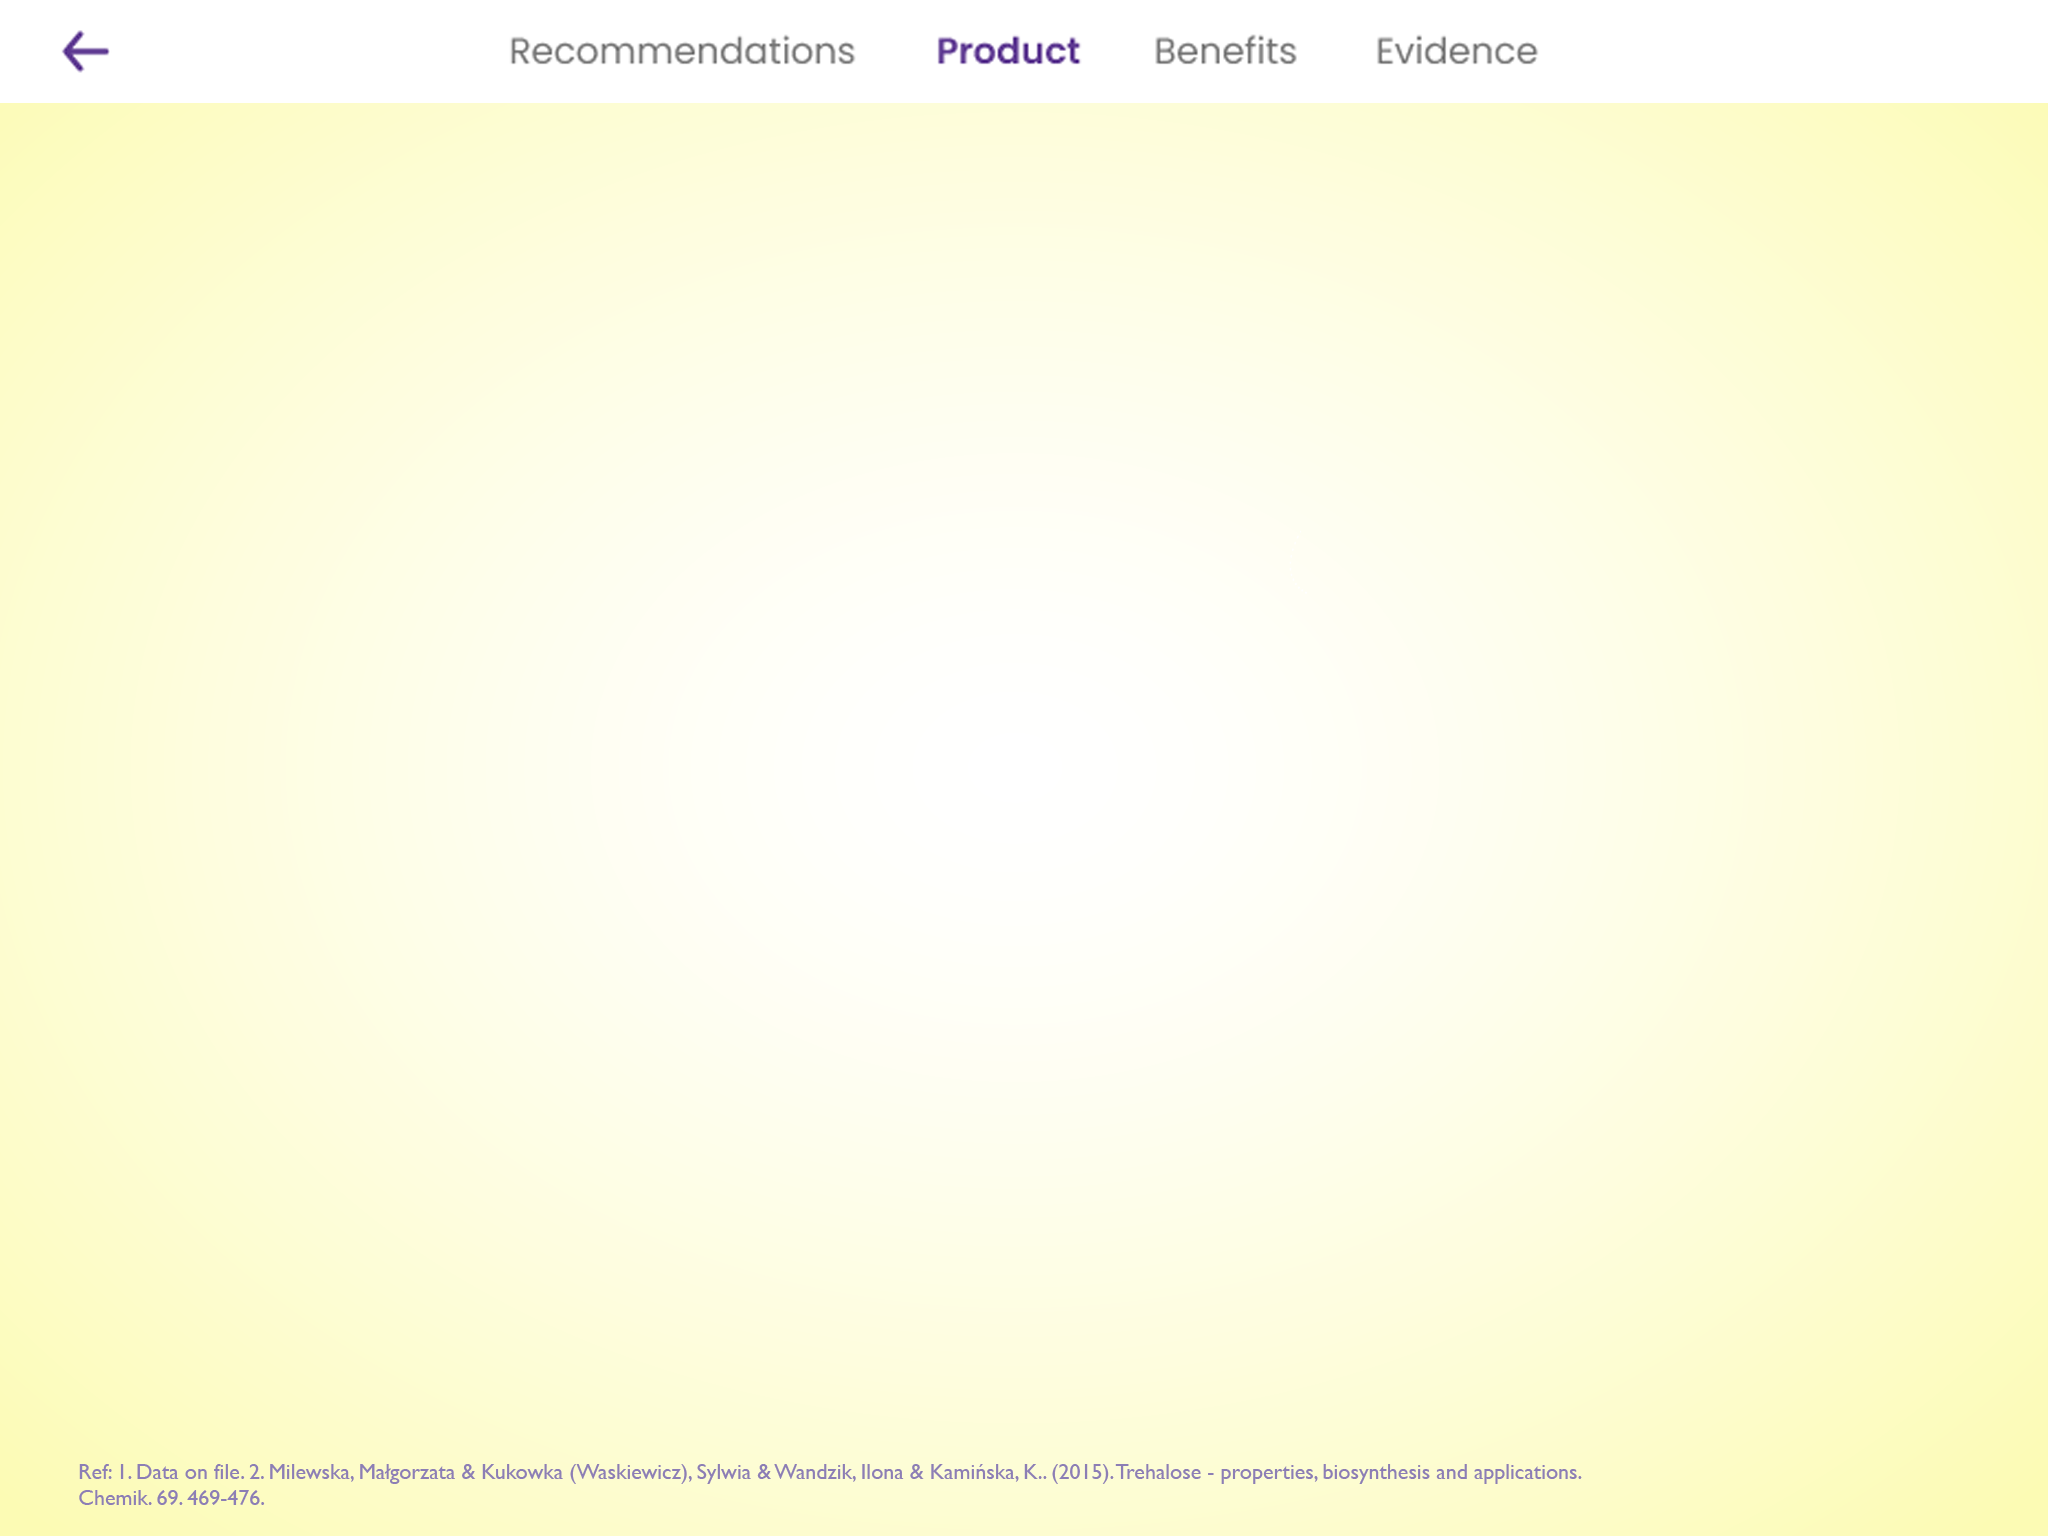 Recommendations Product Benefits Evidence
Ref: 1. Data on file. 2. Milewska, Małgorzata & Kukowka (Waskiewicz), Sylwia & Wandzik, Ilona & Kamińska, K.. (2015). Trehalose - properties, biosynthesis and applications.
Chemik. 69. 469-476.